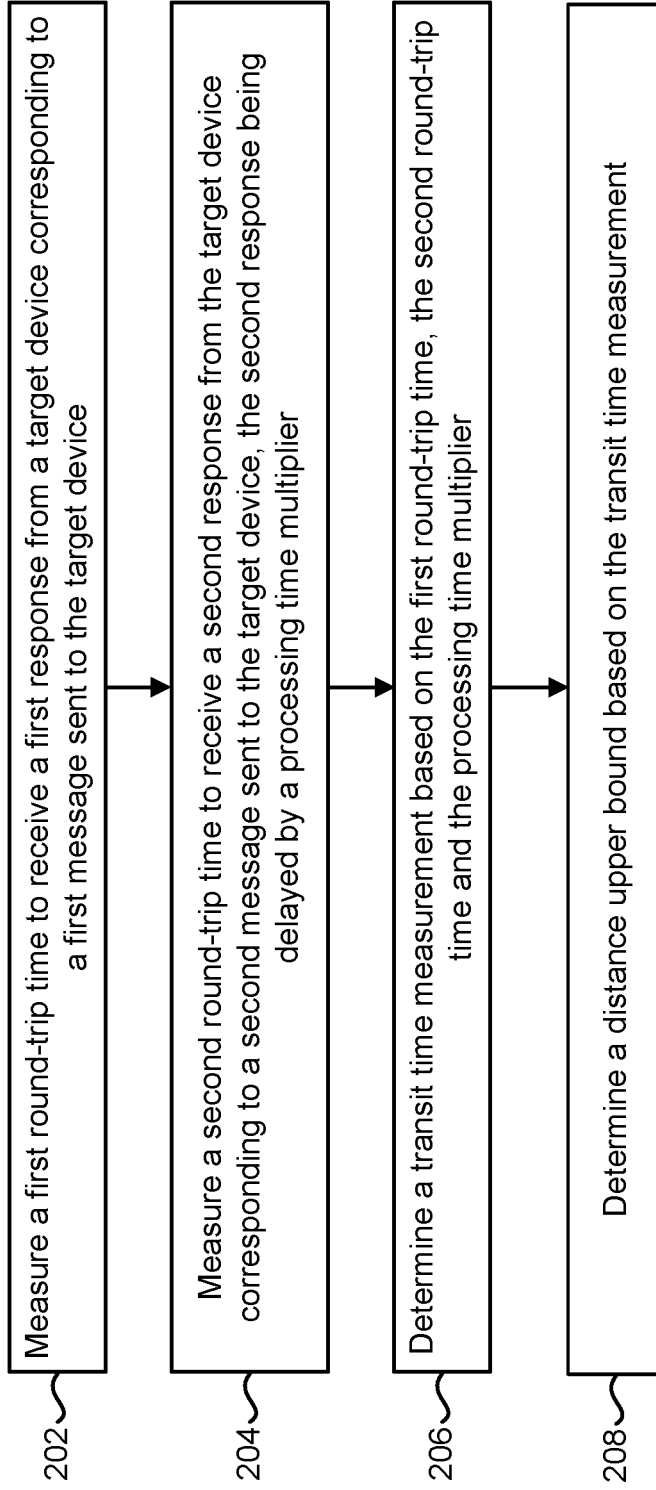 202
Measure a first round-trip time to receive a first response from a target device corresponding to
a first message sent to the target device
204
Measure a second round-trip time to receive a second response from the target device
corresponding to a second message sent to the target device, the second response being
delayed by a processing time multiplier
206
Determine a transit time measurement based on the first round-trip time, the second round-trip
time and the processing time multiplier
208
Determine a distance upper bound based on the transit time measurement